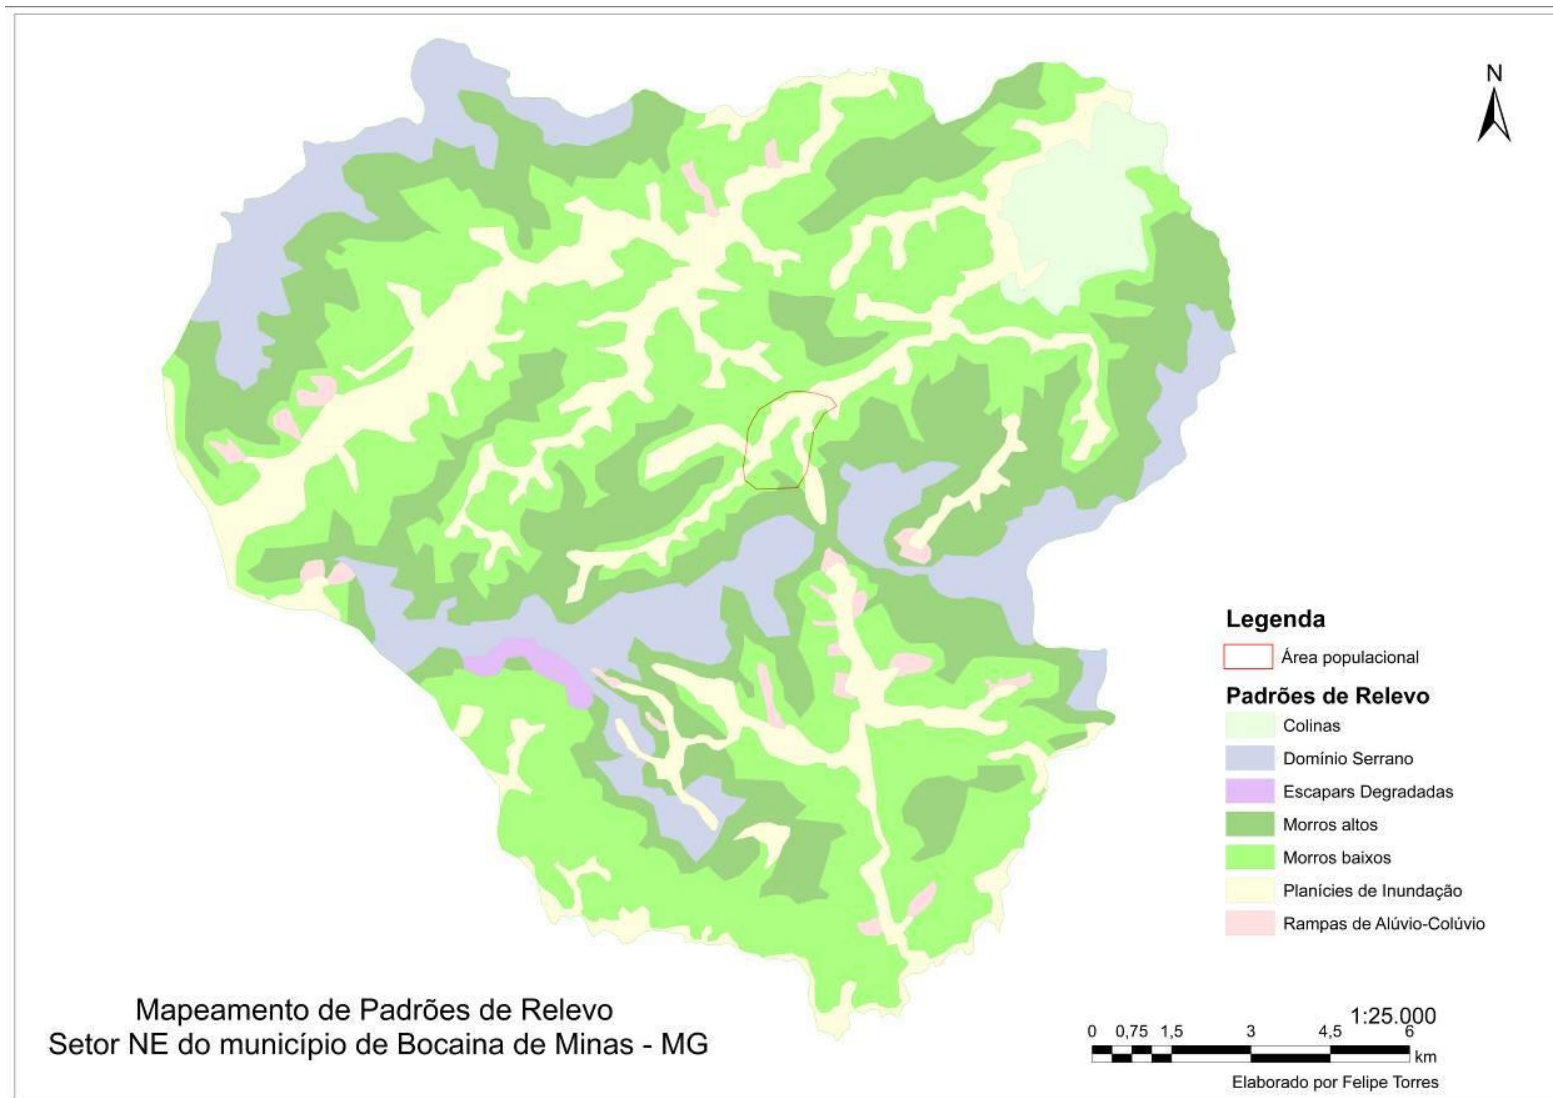 N
Legenda
Área populacional
Padrões de Relevo
Colinas
Domínio Serrano
Escapars Degradadas
Morros altos
Morros baixos
Planícies de Inundação
Rampas de Alúvio-Colúvio
Mapeamento de Padrões de Relevo
Setor NE do município de Bocaina de Minas - MG
1:25.000
0 0,75 1,5 3 4,5 6
km
Elaborado por Felipe Torres